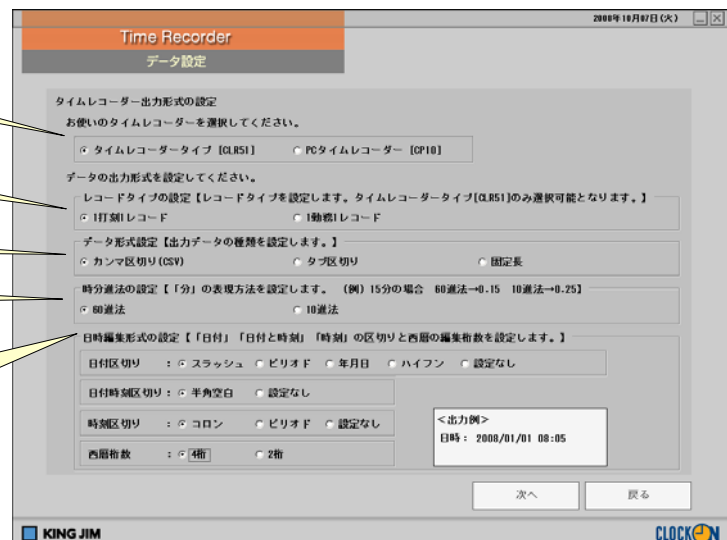 2008年10月07日(火)
Time Recorder
データ設定
タイムレコーダー出力形式の設定
お使いのタイムレコーダーを選択してください。
タイムレコーダータイプ [CLR51] PCタイムレコーダー [CP10]
データの出力形式を設定してください。
レコードタイプの設定【レコードタイプを設定します。タイムレコーダータイプ[CLR51]のみ選択可能となります。】
1打刻1レコード 1勤務1レコード
データ形式設定【出力データの種類を設定します。】
カンマ区切り(CSV) タブ区切り 固定長
時分進法の設定【「分」の表現方法を設定します。 (例) 15分の場合 60進法→0.15 10進法→0.25】
60進法 10進法
日時編集形式の設定【「日付」「日付と時刻」「時刻」の区切りと西暦の編集桁数を設定します。】
日付区切り : スラッシュ ピリオド 年月日 ハイフン 設定なし
日付時刻区切り : 半角空白 設定なし
時刻区切り : コロン ピリオド 設定なし
西暦桁数 : 4桁 2桁
<出力例>
日時 : 2008/01/01 08:05
次へ 戻る
KING JIM CLOCK ON